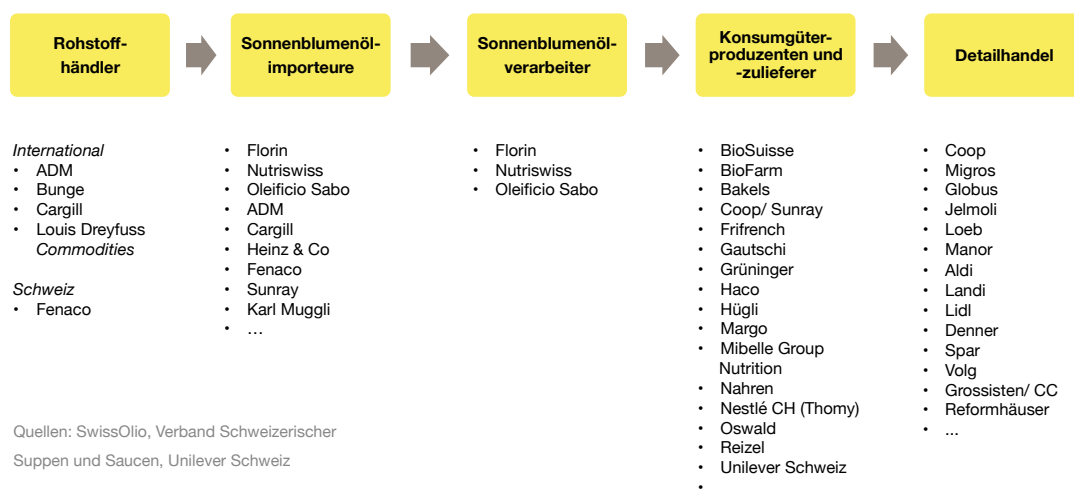 Rohstoff-
händler
Sonnenblumenöl-
importeure
Sonnenblumenöl-
verarbeiter
Konsumgüter-
produzenten und
-zulieferer
Detailhandel
International
• ADM
• Bunge
• Cargill
• Louis Dreyfuss
Commodities
Schweiz
• Fenaco
• Florin
• Nutriswiss
• Oleificio Sabo
• ADM
• Cargill
• Heinz & Co
• Fenaco
• Sunray
• Karl Muggli
• …
• Florin
• Nutriswiss
• Oleificio Sabo
• BioSuisse
• BioFarm
• Bakels
• Coop/ Sunray
• Frifrench
• Gautschi
• Grüninger
• Haco
• Hügli
• Margo
• Mibelle Group
Nutrition
• Nahren
• Nestlé CH (Thomy)
• Oswald
• Reizel
• Unilever Schweiz
•
• Coop
• Migros
• Globus
• Jelmoli
• Loeb
• Manor
• Aldi
• Landi
• Lidl
• Denner
• Spar
• Volg
• Grossisten/ CC
• Reformhäuser
• ...
Quellen: SwissOlio, Verband Schweizerischer
Suppen und Saucen, Unilever Schweiz